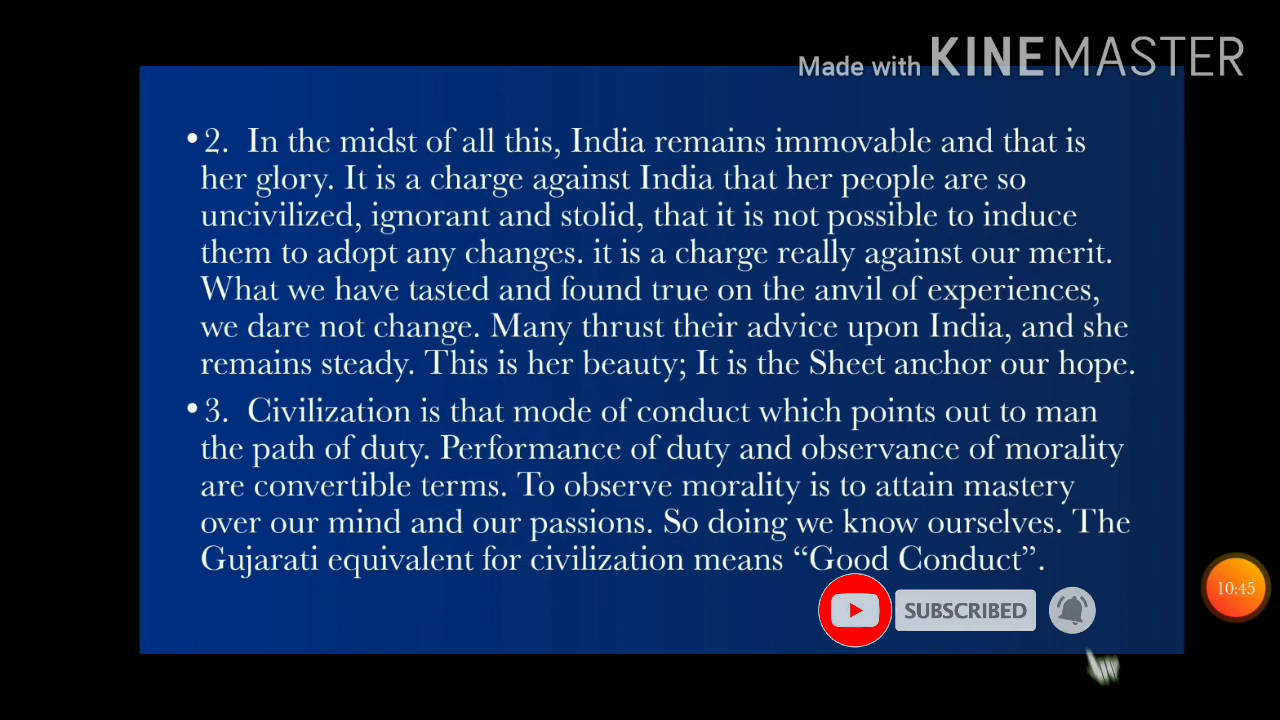 Made with KINEMASTER
• 2. In the midst of all this, India remains immovable and that is
her glory. It is a charge against India that her people are so
uncivilized, ignorant and stolid, that it is not possible to induce
them to adopt any changes. it is a charge really against our merit.
What we have tasted and found true on the anvil of experiences,
we dare not change. Many thrust their advice upon India, and she
remains steady. This is her beauty; It is the Sheet anchor our hope.
• 3. Civilization is that mode of conduct which points out to man
the path of duty. Performance of duty and observance of morality
are convertible terms. To observe morality is to attain mastery
over our mind and our passions. So doing we know ourselves. The
Gujarati equivalent for civilization means “Good Conduct”.
10:45
SUBSCRIBED